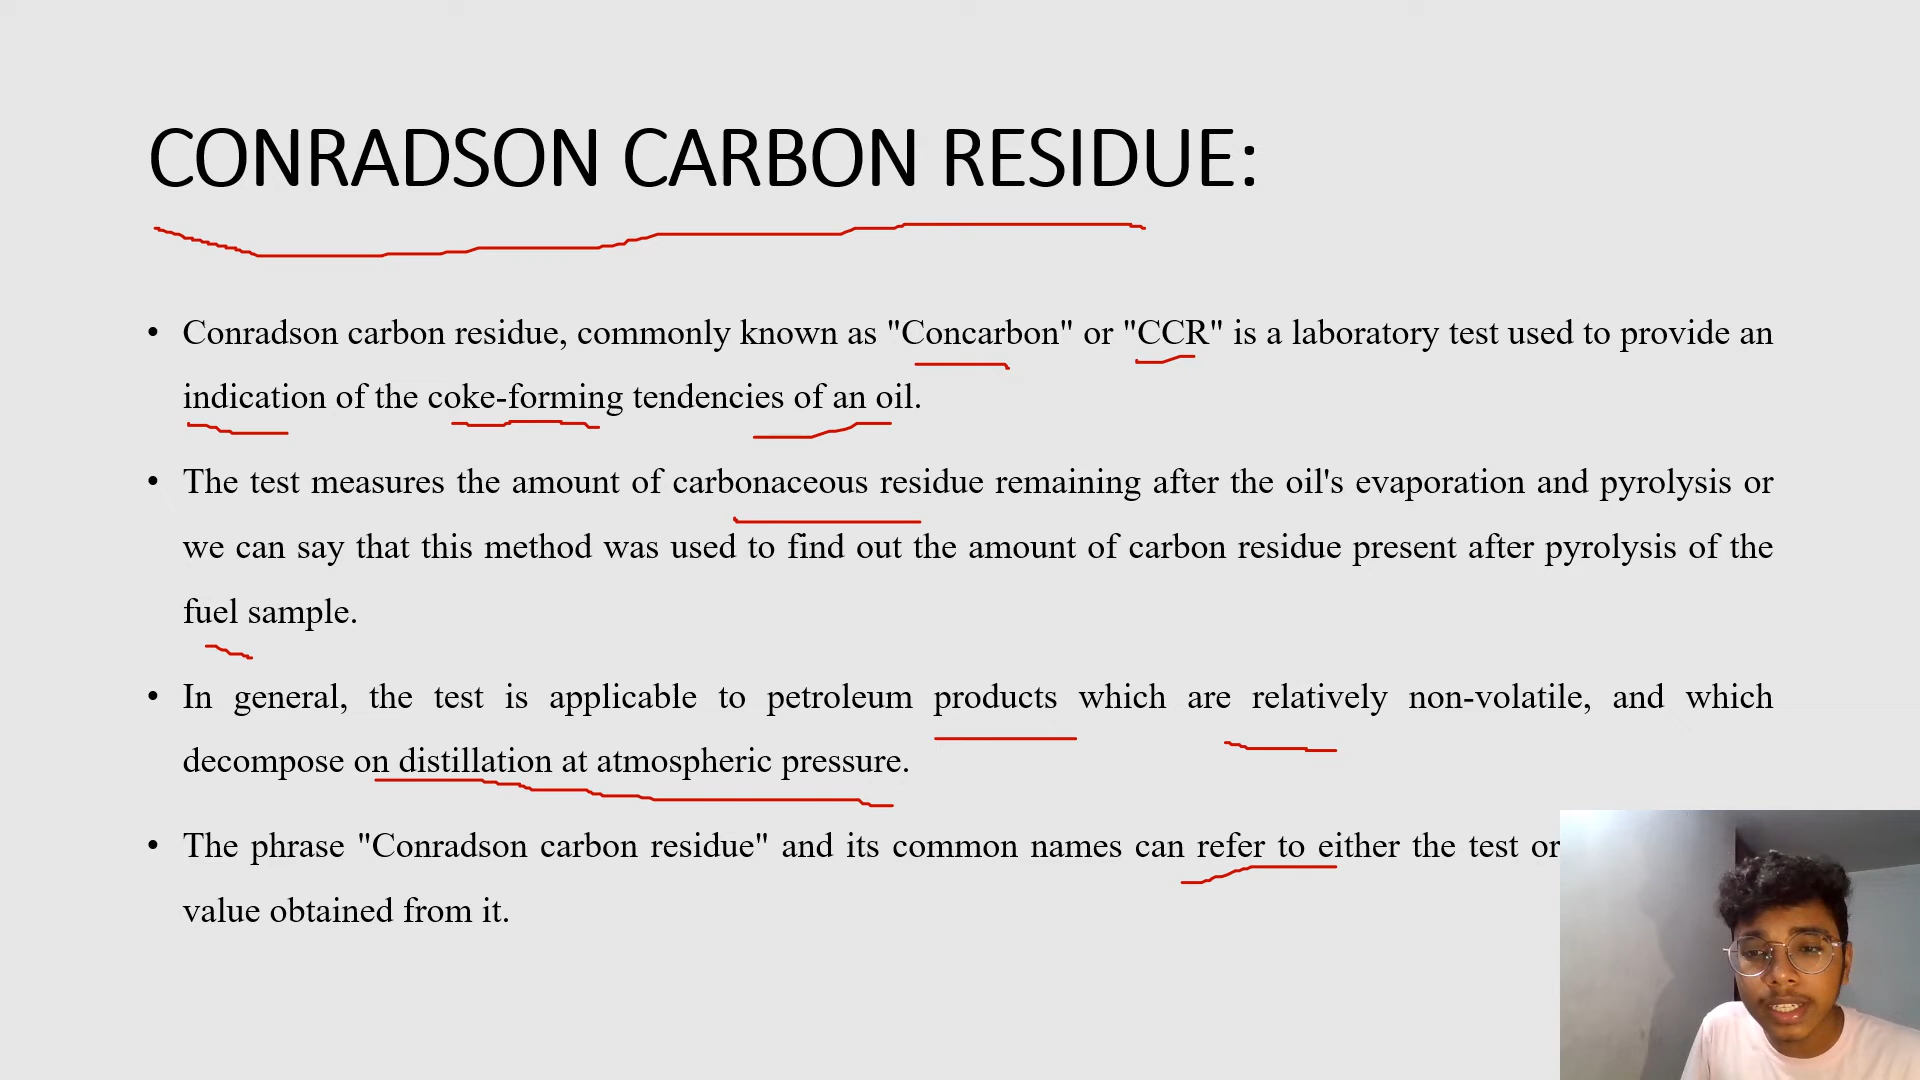 CONRADSON CARBON RESIDUE:
• Conradson carbon residue, commonly known as "Concarbon" or "CCR" is a laboratory test used to provide an
indication of the coke-forming tendencies of an oil.
• The test measures the amount of carbonaceous residue remaining after the oil's evaporation and pyrolysis or
we can say that this method was used to find out the amount of carbon residue present after pyrolysis of the
fuel sample.
• In general, the test is applicable to petroleum products which are relatively non-volatile, and which
decompose on distillation at atmospheric pressure.
• The phrase "Conradson carbon residue" and its common names can refer to either the test or
value obtained from it.